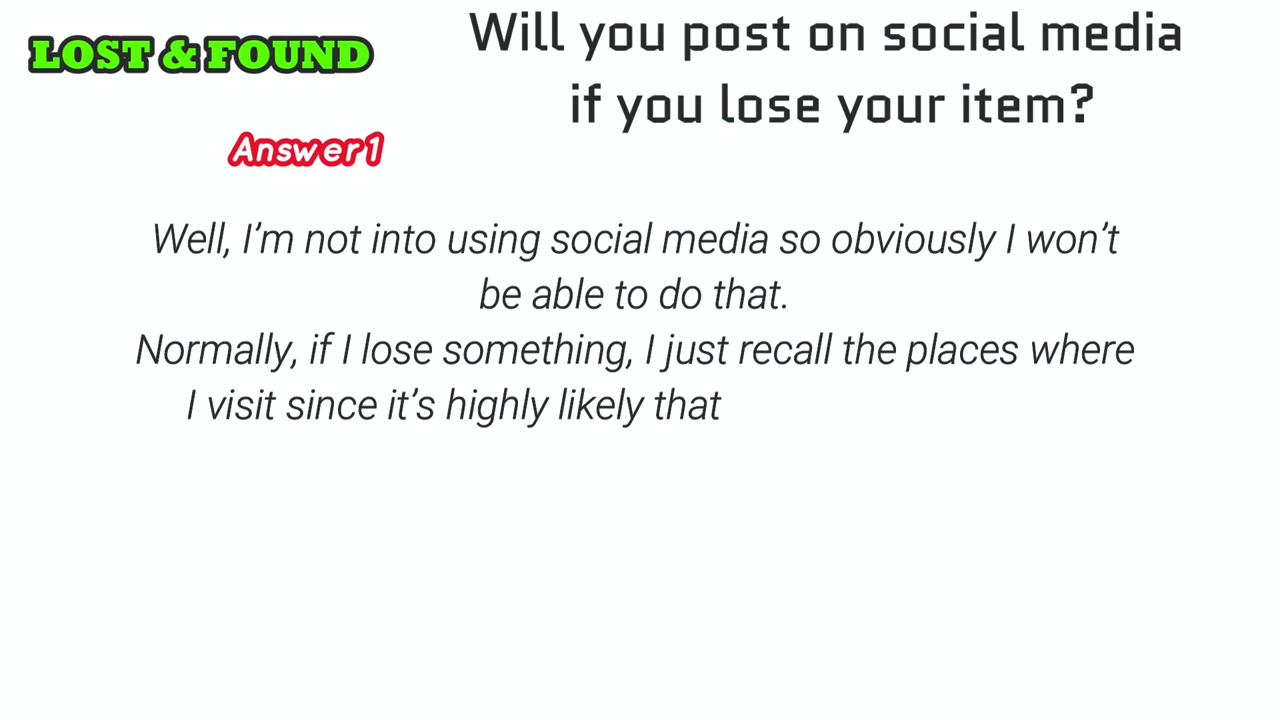 LOST & FOUND
Will you post on social media
if you lose your item?
Answer 1
Well, I’m not into using social media so obviously I won’t
be able to do that.
Normally, if I lose something, I just recall the places where
I visit since it’s highly likely that